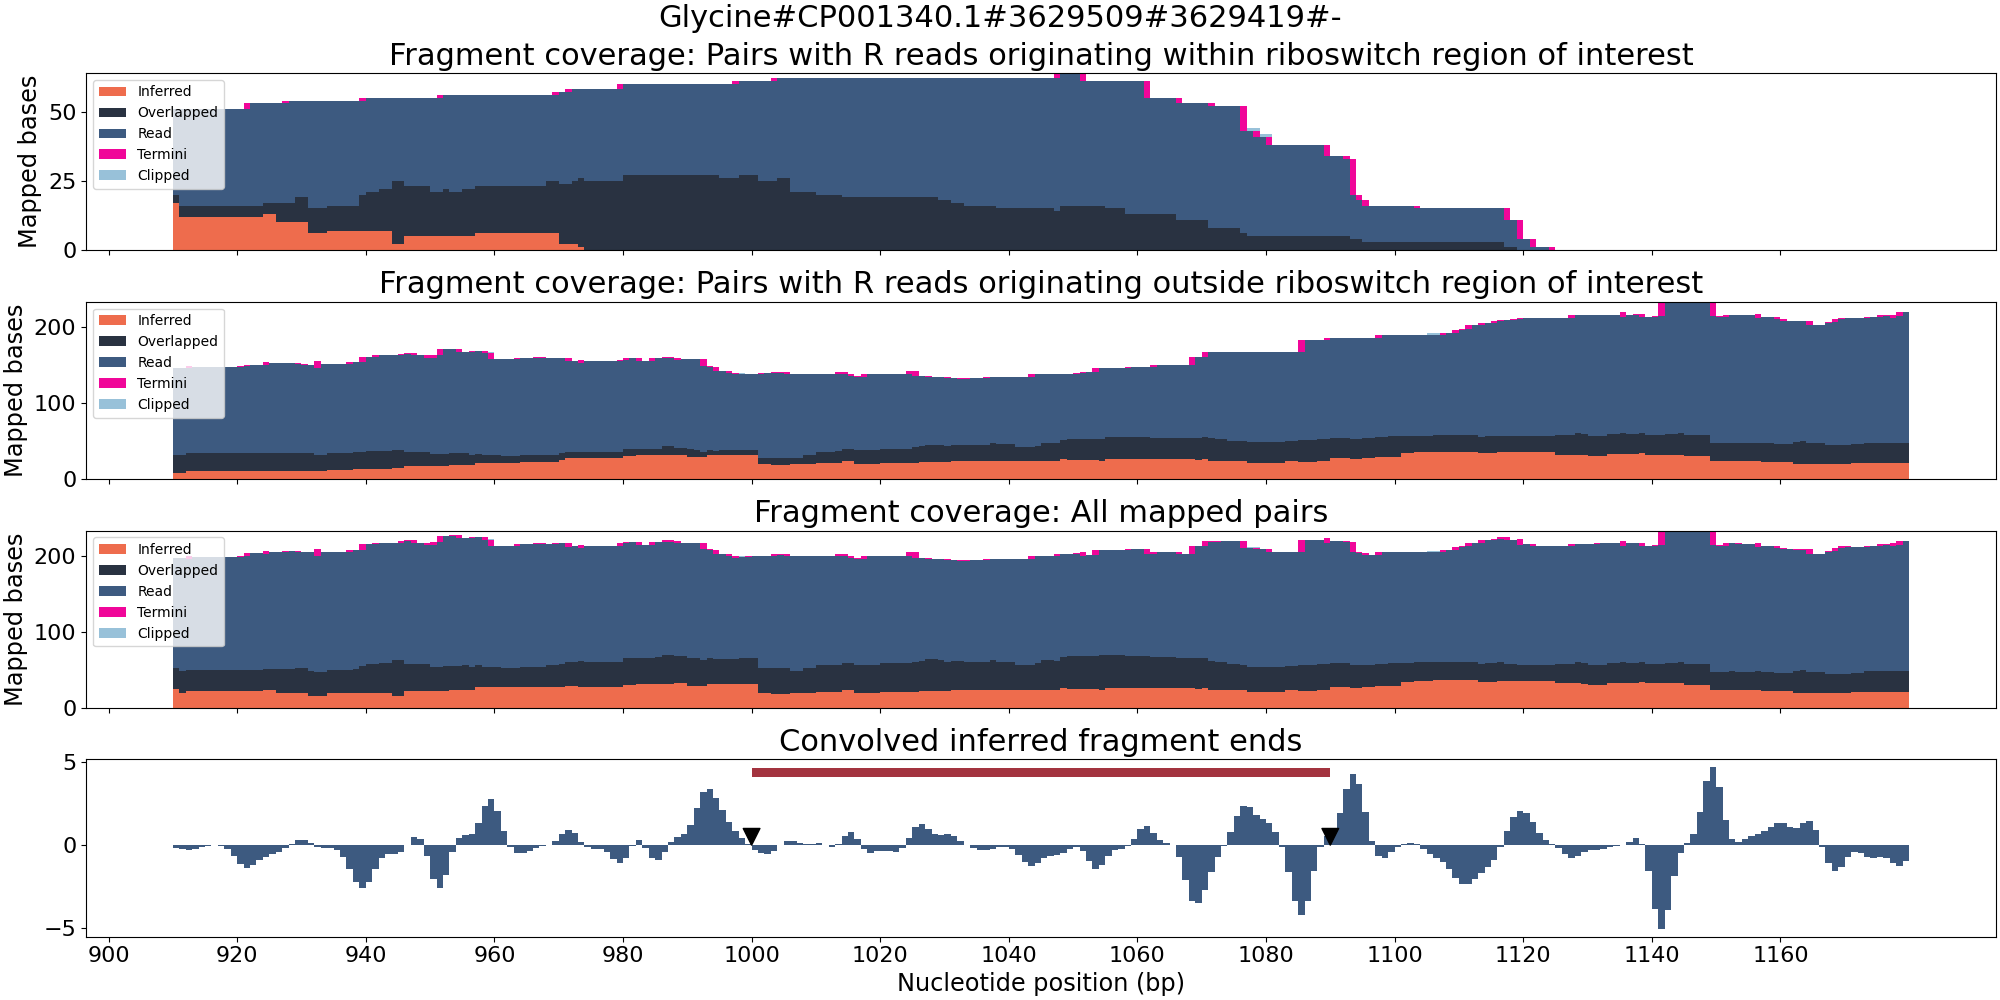 Glycine#CP001340.1#3629509#3629419#-
Fragment coverage: Pairs with R reads originating within riboswitch region of interest
Mapped bases
50
25
0
Inferred
Overlapped
Read
Termini
Clipped
Fragment coverage: Pairs with R reads originating outside riboswitch region of interest
Mapped bases
200
100
0
Inferred
Overlapped
Read
Termini
Clipped
Fragment coverage: All mapped pairs
Mapped bases
200
100
0
Inferred
Overlapped
Read
Termini
Clipped
Convolved inferred fragment ends
5
0
−5
900 920 940 960 980 1000 1020 1040 1060 1080 1100 1120 1140 1160
Nucleotide position (bp)